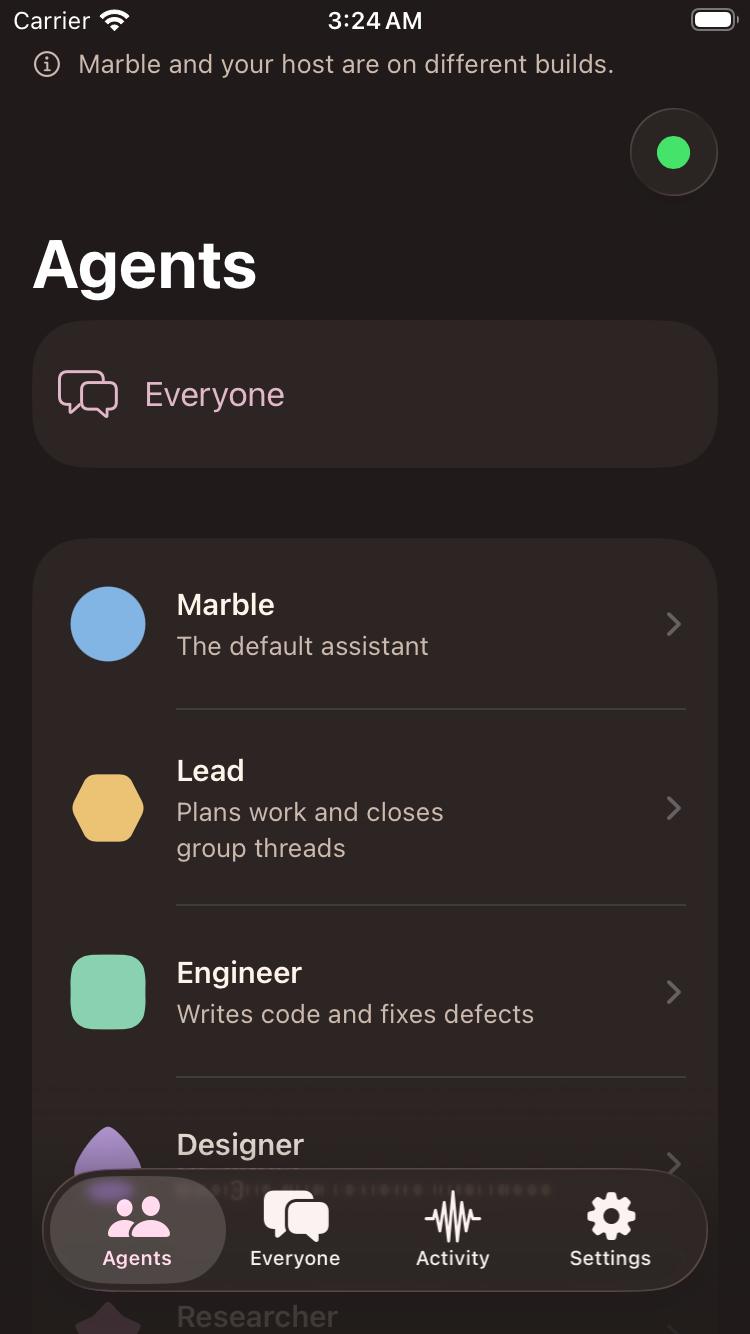 Carrier 3:24 AM
Marble and your host are on different builds.
Agents
Everyone
Marble
The default assistant
Lead
Plans work and closes
group threads
Engineer
Writes code and fixes defects
Designer
Agents Everyone Activity Settings
Researcher